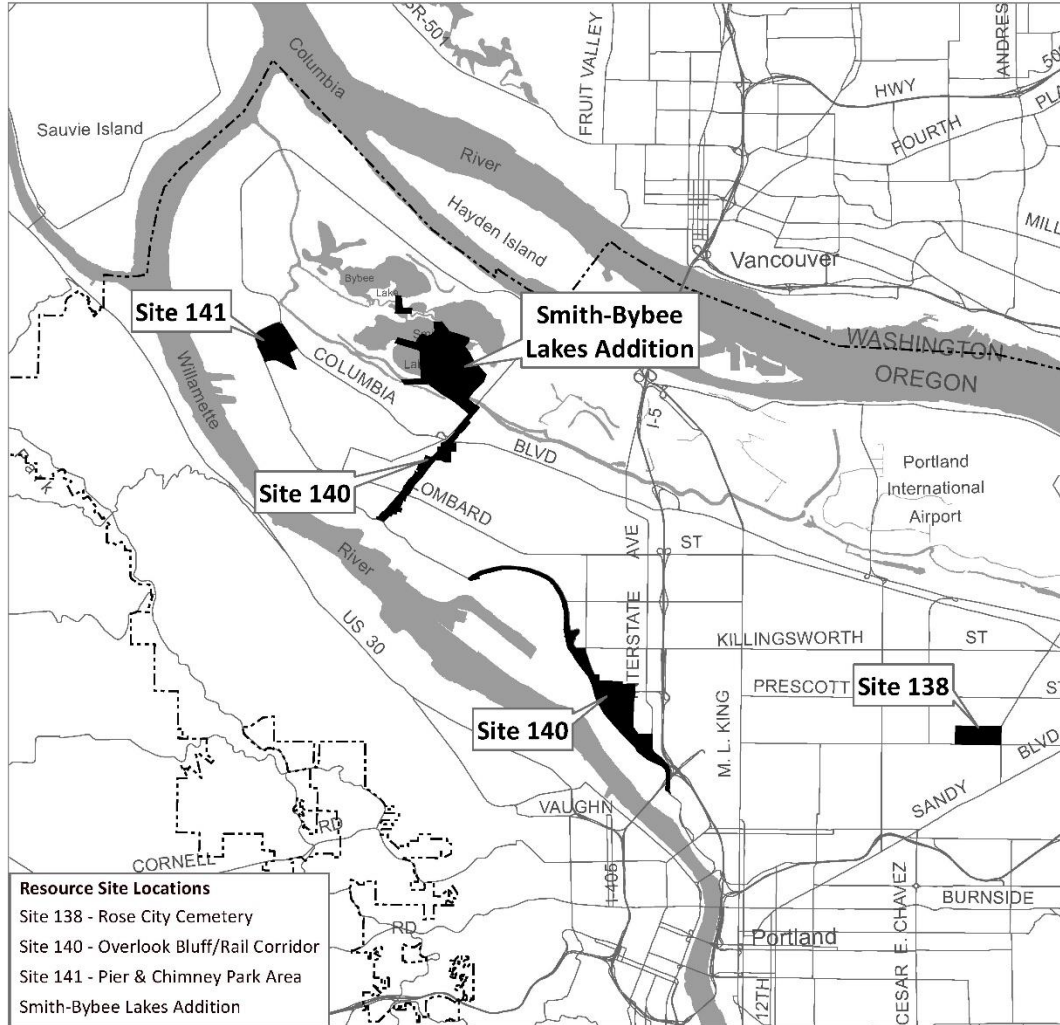 SR-501
Columbia
River
FRUIT VALLEY
HWY
ANDRES
FOURTH
MILL
Sauvie Island
Hayden Island
Vancouver
Bybee
Lake
Site 141
Smith-Bybee
Lakes Addition
WASHINGTON
OREGON
COLUMBIA
BLVD
Willamette
River
I-5
Portland
International
Airport
Site 140
LOMBARD
ST
INTERSTATE AVE
US 30
KILLINGSWORTH ST
PRESCOTT
Site 138
Site 140
M. L. KING
SANDY
BLVD
VAUGHN
Park
RD
CORNELL
RD
I-405
BURNSIDE
Portland
12TH
CESAR E. CHAVEZ
Resource Site Locations
Site 138 - Rose City Cemetery
Site 140 - Overlook Bluff/Rail Corridor
Site 141 - Pier & Chimney Park Area
Smith-Bybee Lakes Addition